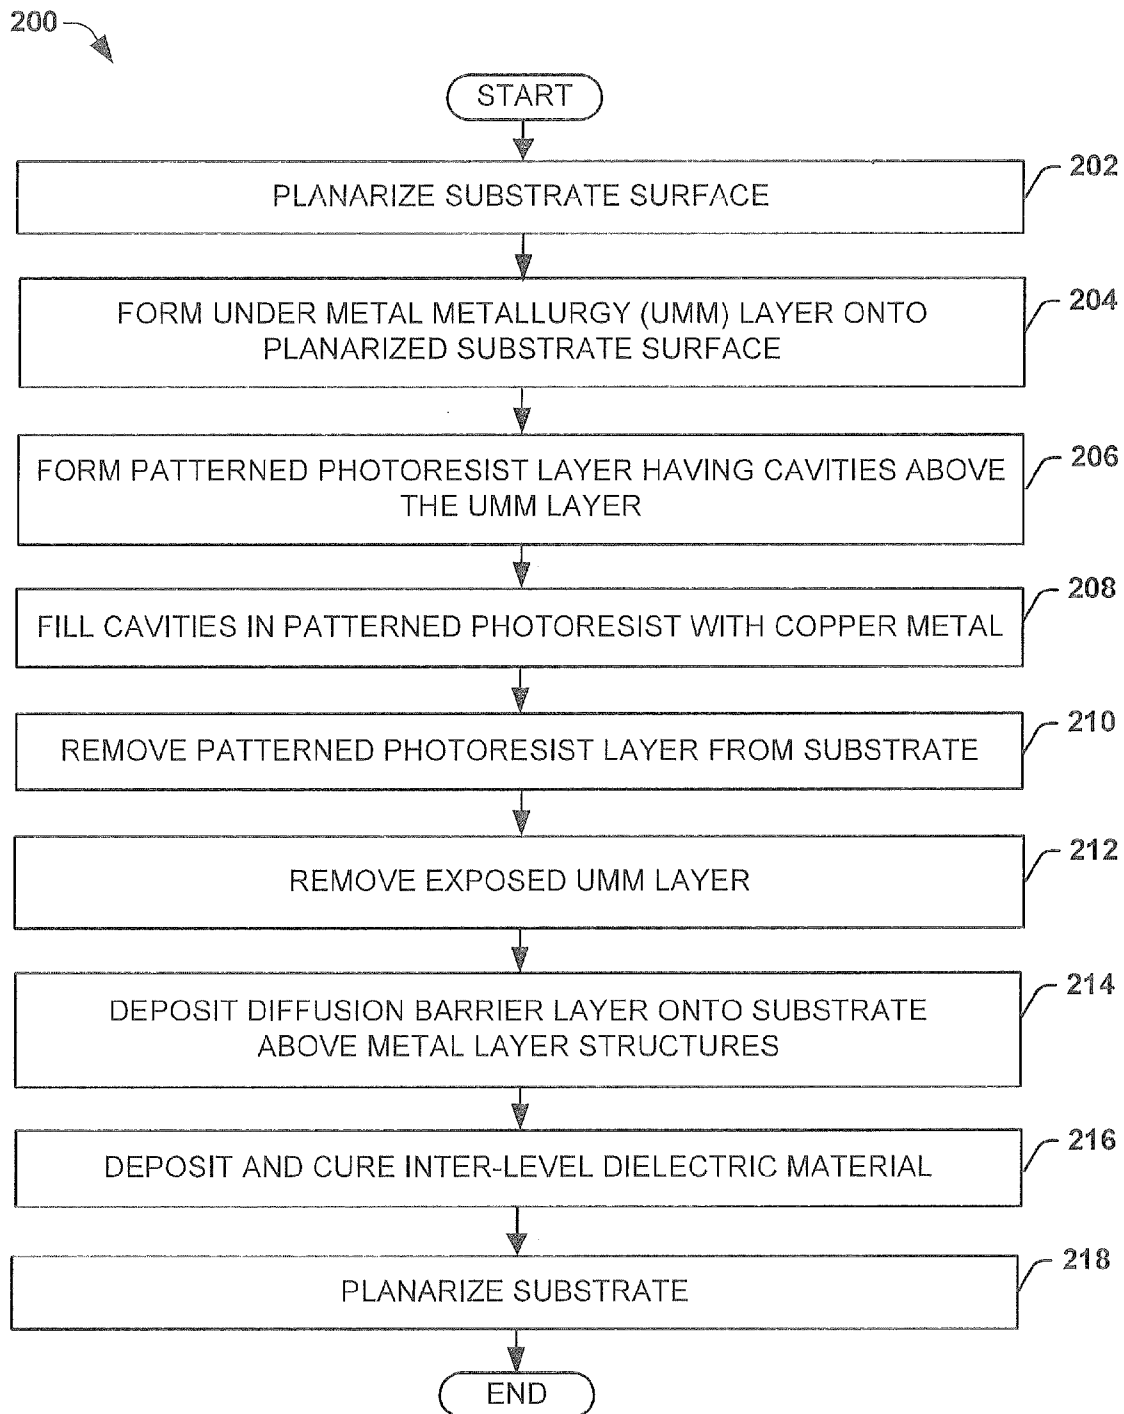 200
START
PLANARIZE SUBSTRATE SURFACE
202
FORM UNDER METAL METALLURGY (UMM) LAYER ONTO
PLANARIZED SUBSTRATE SURFACE
204
FORM PATTERNED PHOTORESIST LAYER HAVING CAVITIES ABOVE
THE UMM LAYER
206
FILL CAVITIES IN PATTERNED PHOTORESIST WITH COPPER METAL
208
REMOVE PATTERNED PHOTORESIST LAYER FROM SUBSTRATE
210
REMOVE EXPOSED UMM LAYER
212
DEPOSIT DIFFUSION BARRIER LAYER ONTO SUBSTRATE
ABOVE METAL LAYER STRUCTURES
214
DEPOSIT AND CURE INTER-LEVEL DIELECTRIC MATERIAL
216
PLANARIZE SUBSTRATE
218
END